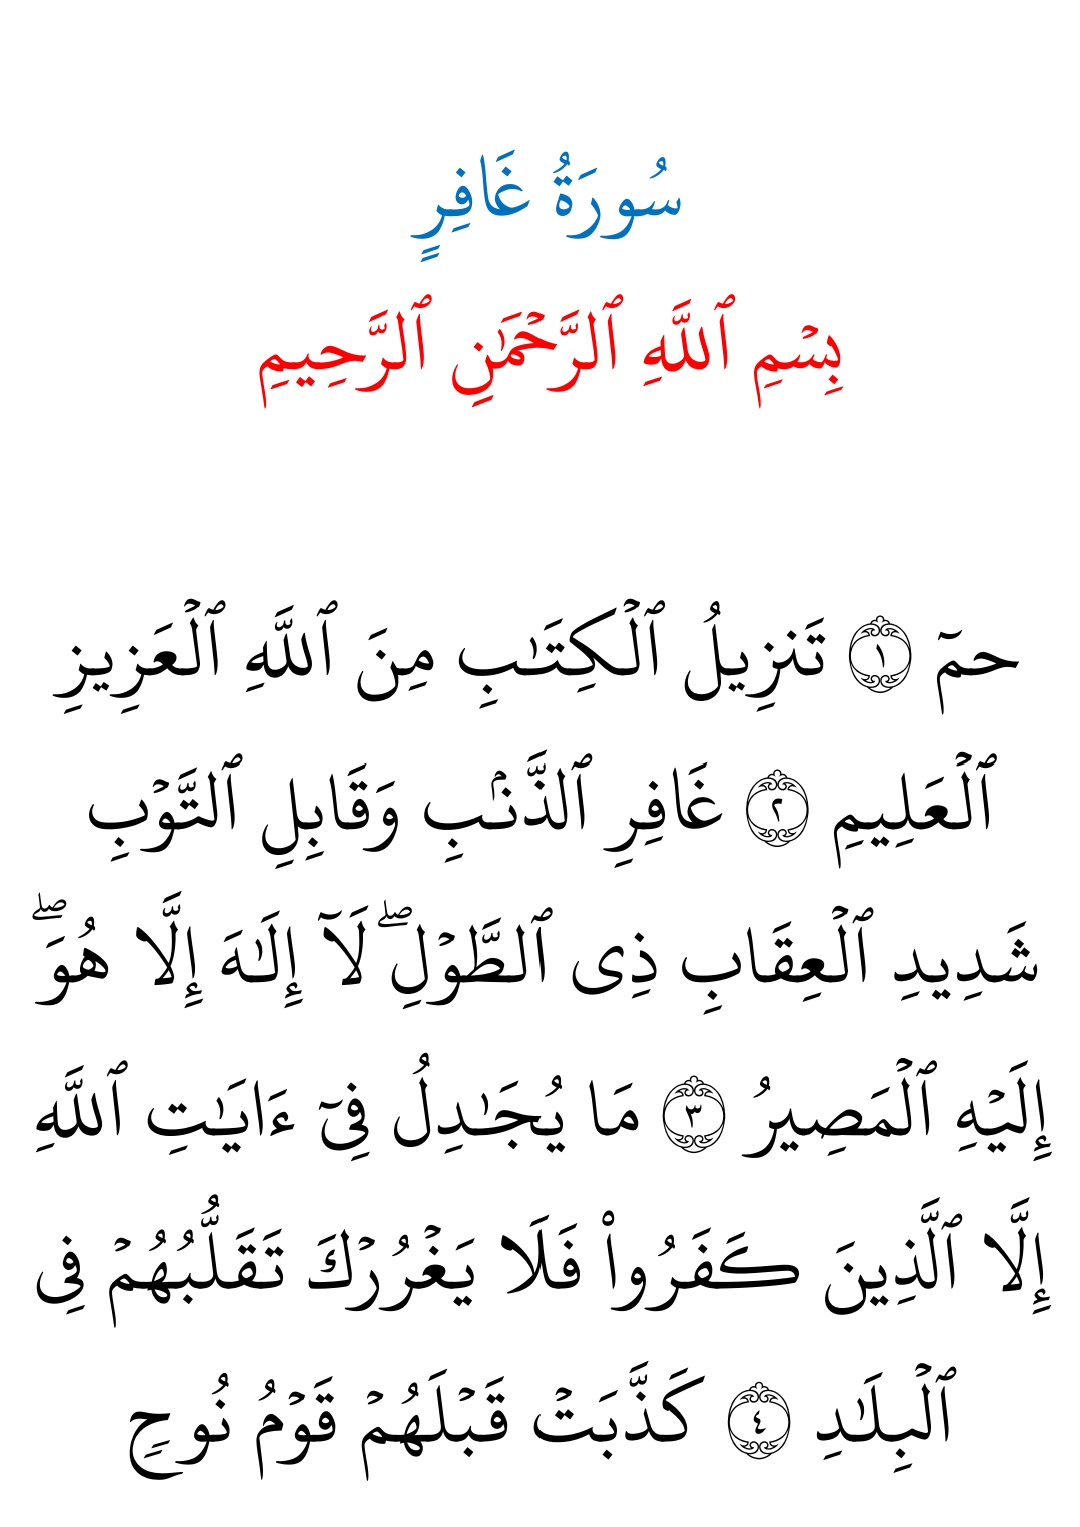 سُورَةُ غَافِرٍ
بِسۡمِ ٱللَّهِ ٱلرَّحۡمَٰنِ ٱلرَّحِيمِ
حمٓ ١ تَنزِيلُ ٱلۡكِتَٰبِ مِنَ ٱللَّهِ ٱلۡعَزِيزِ
ٱلۡعَلِيمِ ٢ غَافِرِ ٱلذَّنۢبِ وَقَابِلِ ٱلتَّوۡبِ
شَدِيدِ ٱلۡعِقَابِ ذِى ٱلطَّوۡلِۖ لَآ إِلَٰهَ إِلَّا هُوَۖ
إِلَيۡهِ ٱلۡمَصِيرُ ٣ مَا يُجَٰدِلُ فِىٓ ءَايَٰتِ ٱللَّهِ
إِلَّا ٱلَّذِينَ كَفَرُواْ فَلَا يَغۡرُرۡكَ تَقَلُّبُهُمۡ فِى
ٱلۡبِلَٰدِ ٤ كَذَّبَتۡ قَبۡلَهُمۡ قَوۡمُ نُوحٖ